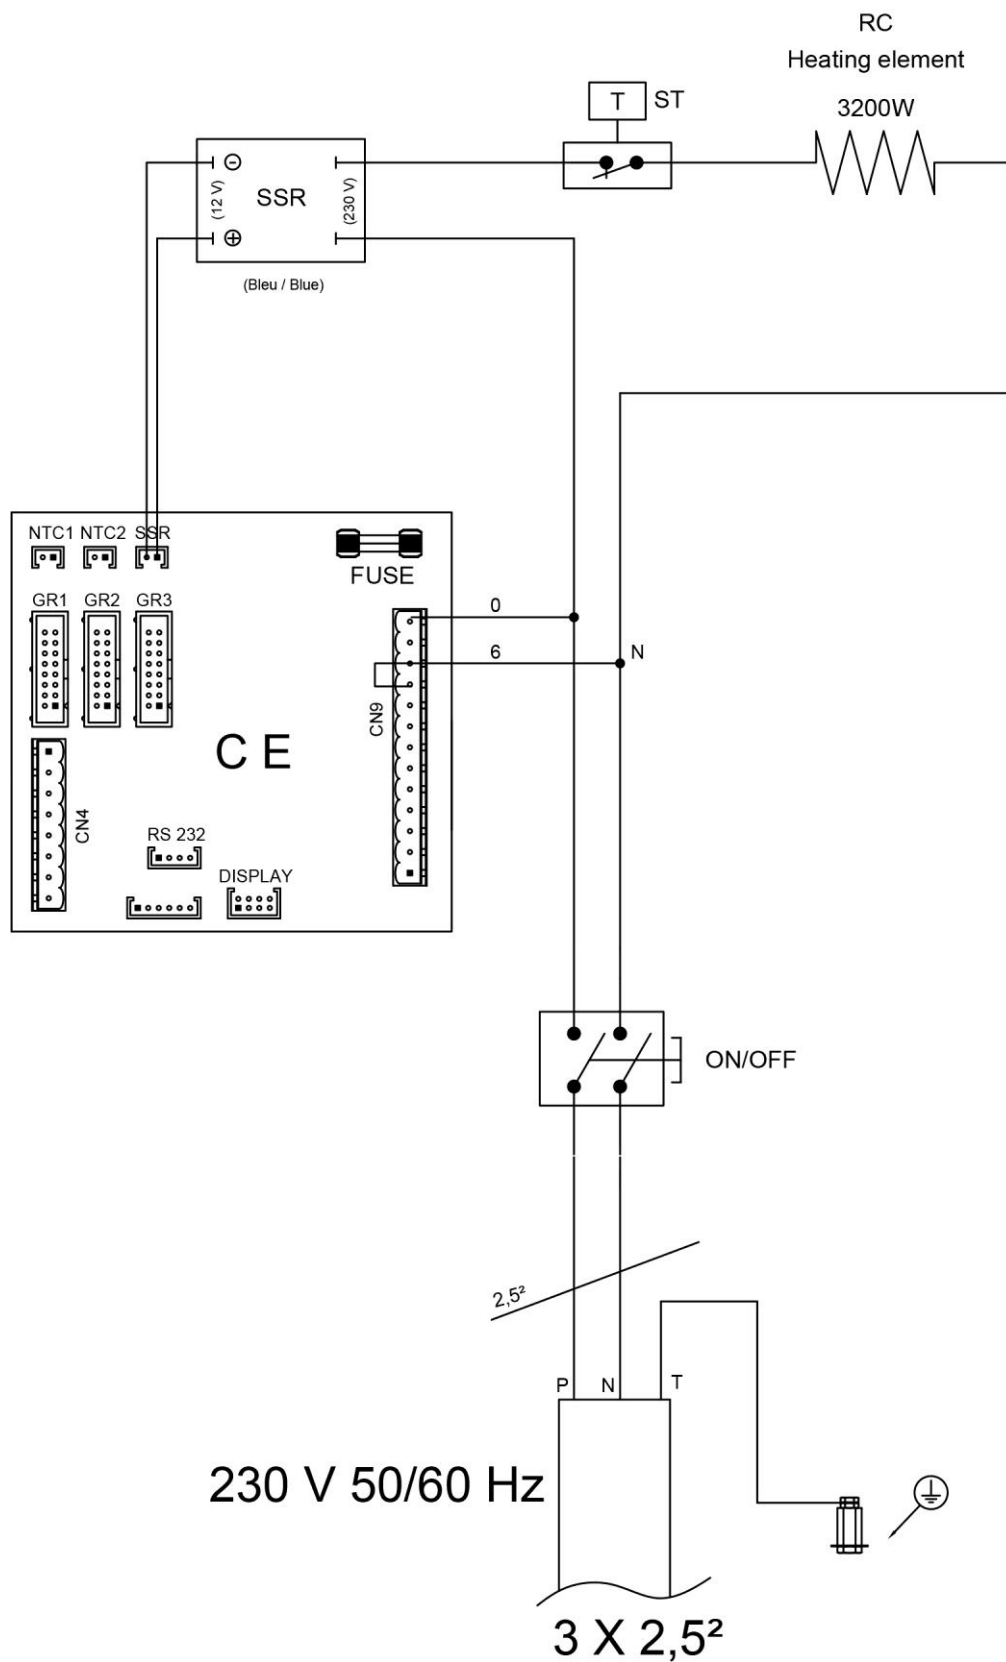 RC
Heating element
3200W
T
ST
(12 V)
SSR
(230 V)
(Bleu / Blue)
NTC1
NTC2
SSR
FUSE
GR1
GR2
GR3
0
6
N
CN9
C E
CN4
RS 232
DISPLAY
ON/OFF
2,5²
P
N
T
230 V 50/60 Hz
3 X 2,5²